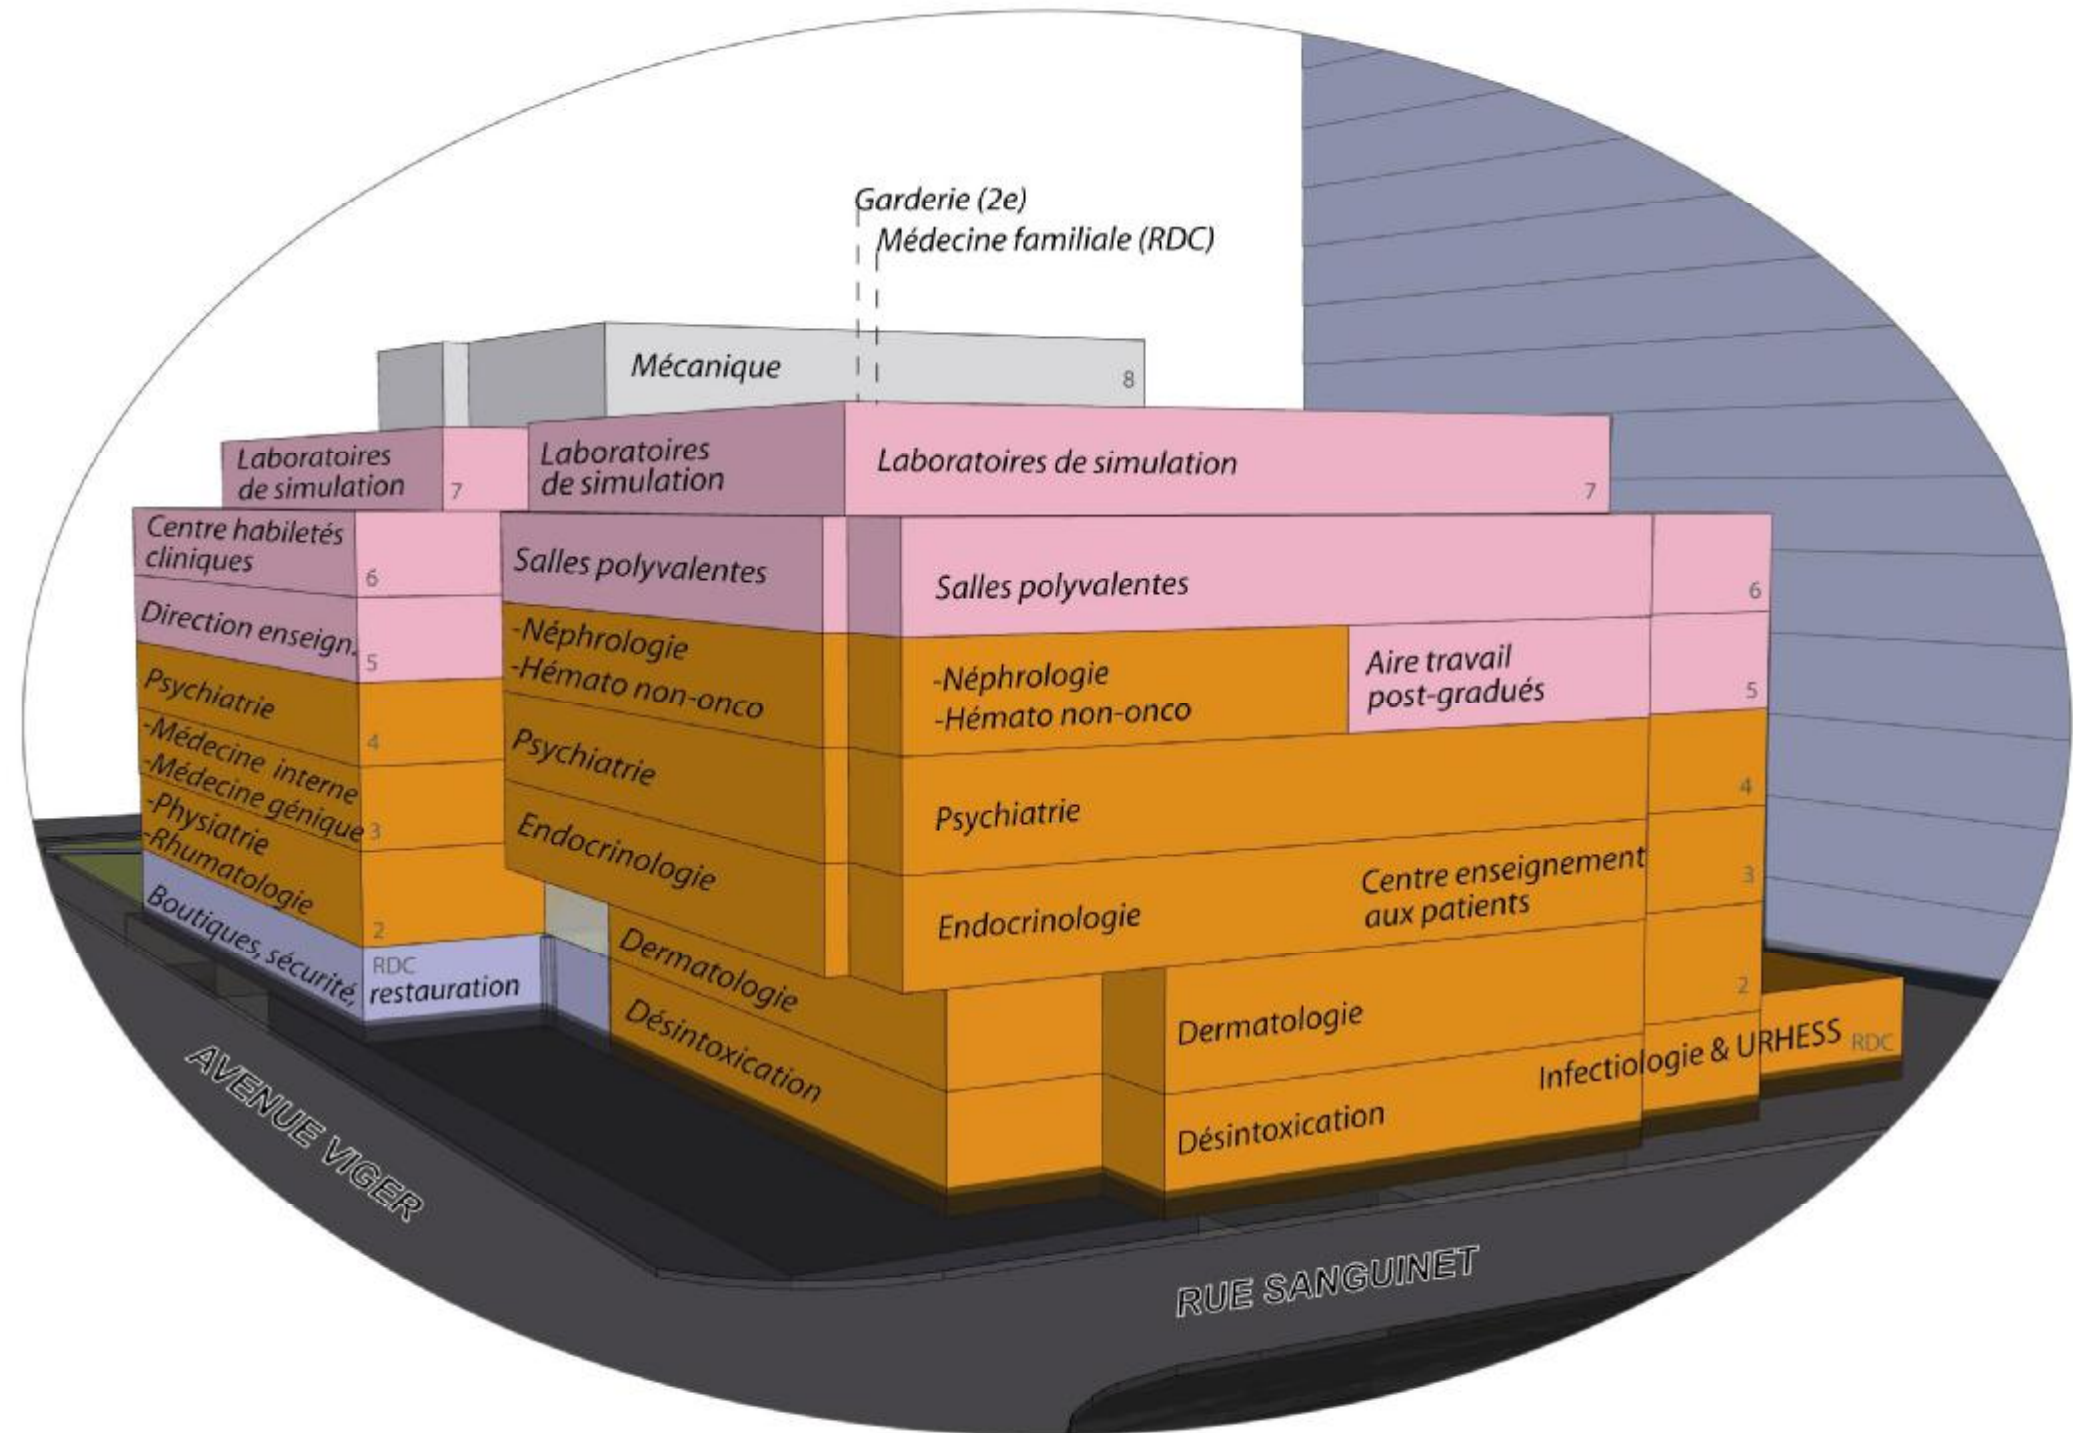 Garderie (2e)
Médecine familiale (RDC)
Mécanique
8
Laboratoires
de simulation
7
Laboratoires
de simulation
Laboratoires de simulation
7
Centre habiletés
cliniques
6
Salles polyvalentes
Salles polyvalentes
6
Direction enseign.
5
-Néphrologie
-Hémato non-onco
-Néphrologie
-Hémato non-onco
Aire travail
post-gradués
5
Psychiatrie
4
Psychiatrie
Psychiatrie
4
-Médecine interne
-Médecine génique
3
Endocrinologie
Endocrinologie
Centre enseignement
aux patients
3
-Physiatrie
-Rhumatologie
2
Dermatologie
Dermatologie
2
Boutiques, sécurité, restauration
RDC
Désintoxication
Désintoxication
Infectiologie & URHESS
RDC
AVENUE VIGER
RUE SANGUINET